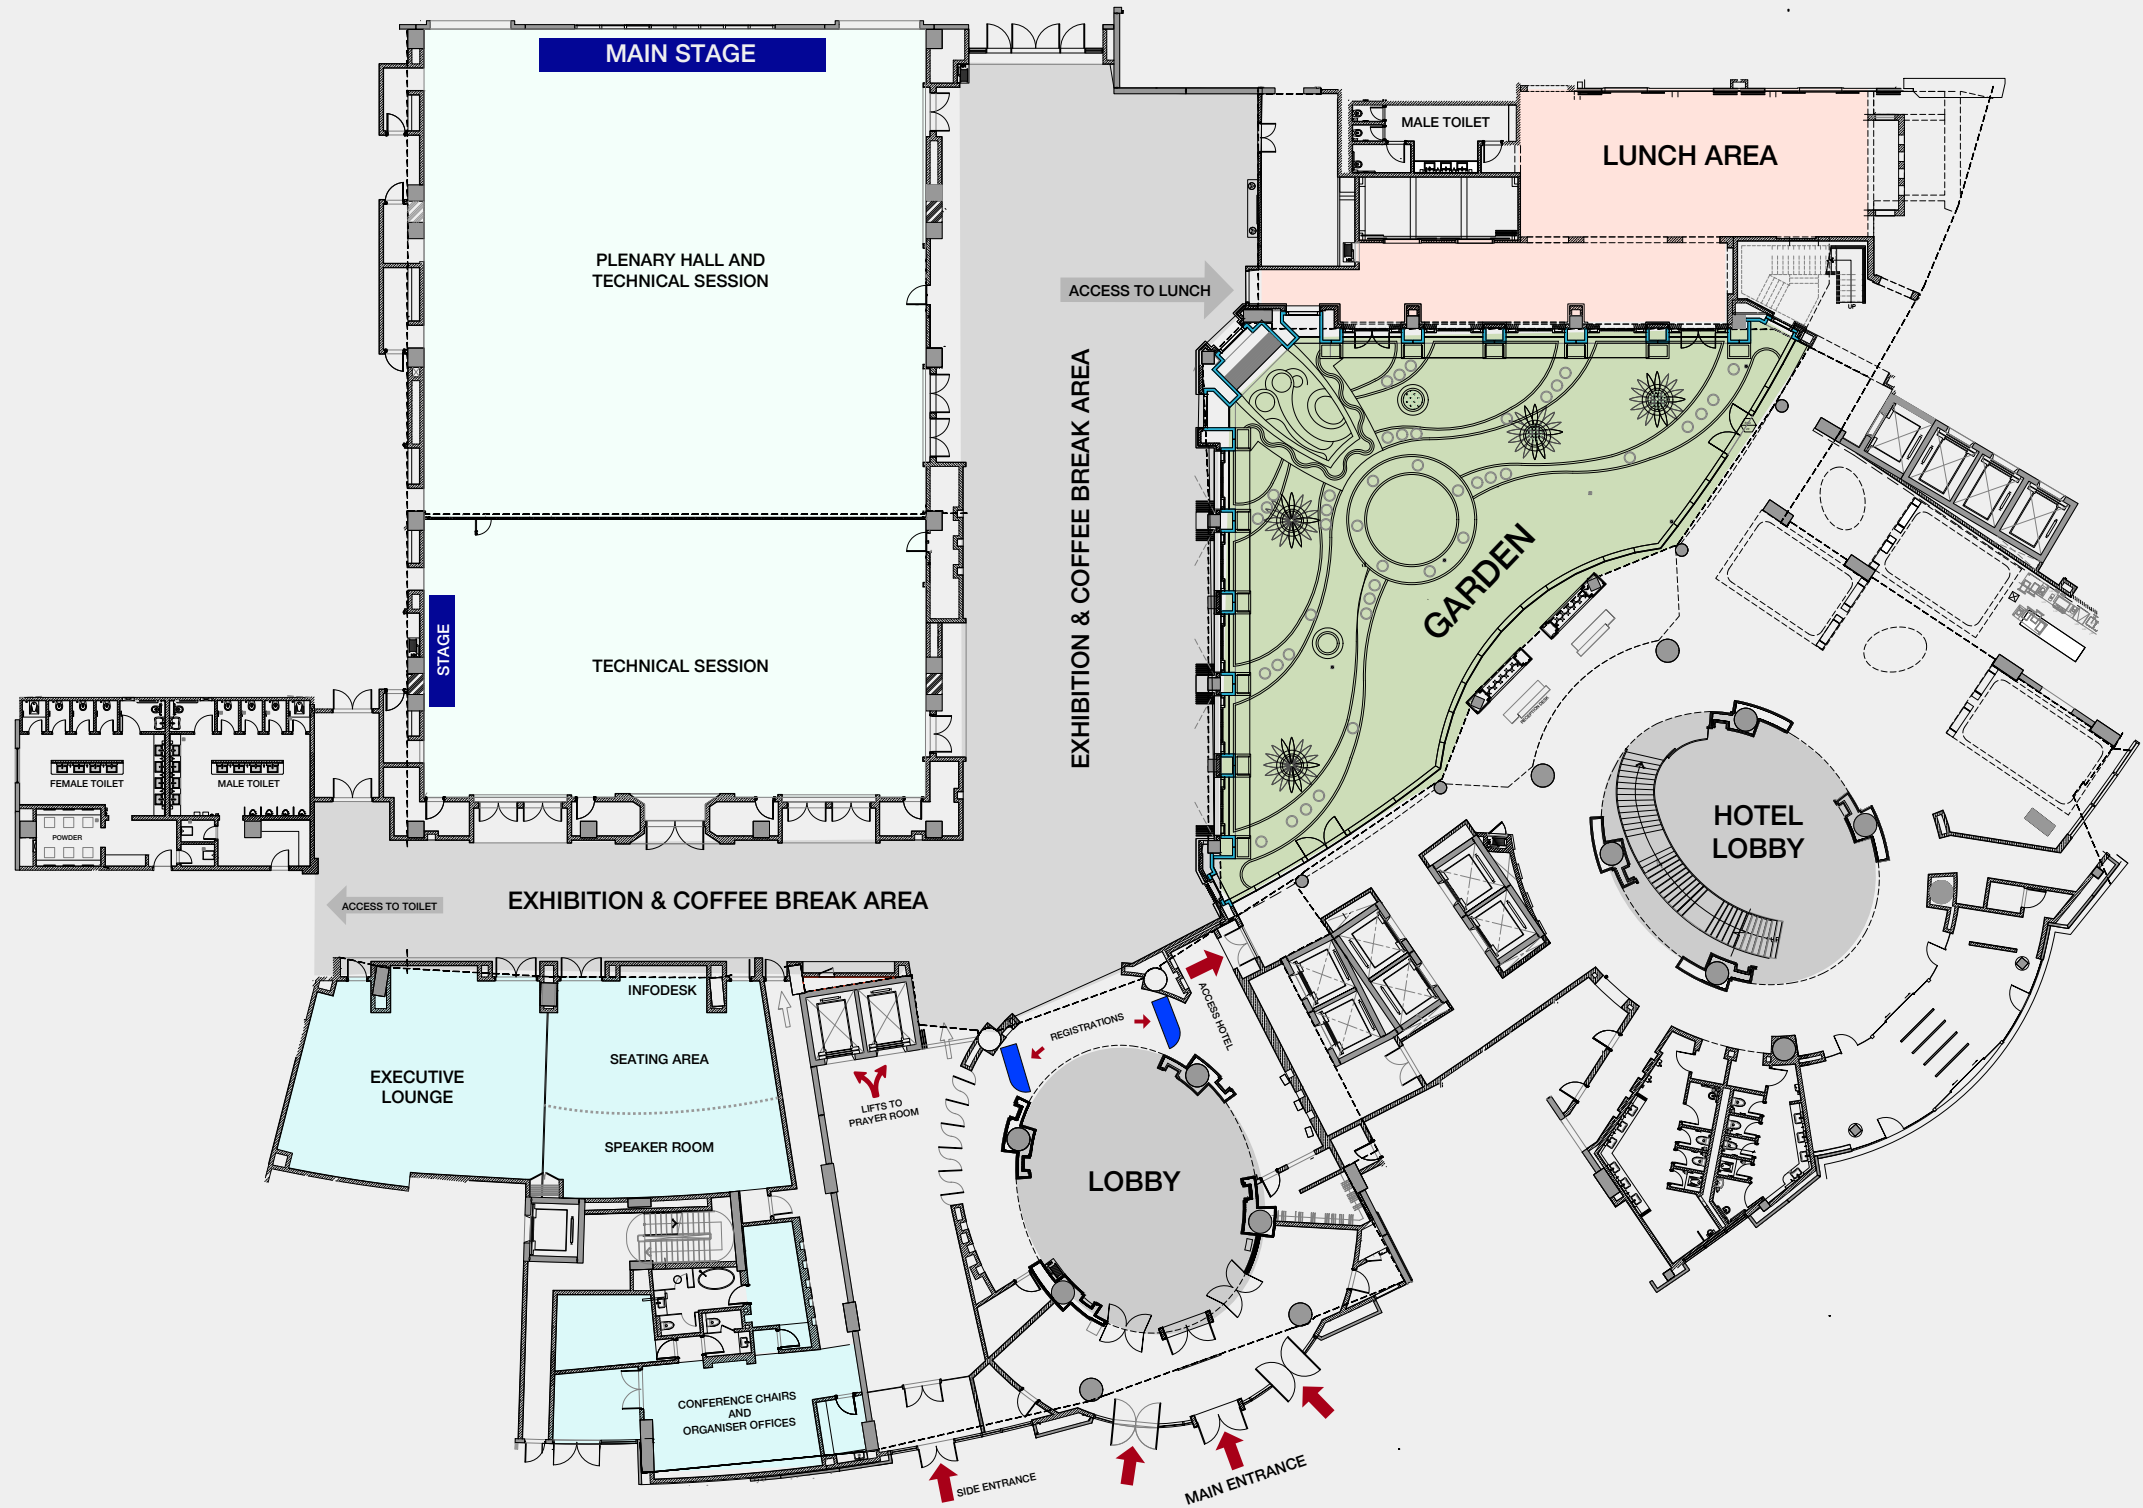 MAIN STAGE
MALE TOILET
LUNCH AREA
PLENARY HALL AND
TECHNICAL SESSION
ACCESS TO LUNCH
UP
EXHIBITION & COFFEE BREAK AREA
GARDEN
STAGE
TECHNICAL SESSION
RECEPTION DESK
FEMALE TOILET
MALE TOILET
POWDER
HOTEL
LOBBY
ACCESS TO TOILET
EXHIBITION & COFFEE BREAK AREA
INFODESK
REGISTRATIONS
ACCESS HOTEL
SEATING AREA
EXECUTIVE
LOUNGE
LIFTS TO
PRAYER ROOM
SPEAKER ROOM
LOBBY
CONFERENCE CHAIRS
AND
ORGANISER OFFICES
SIDE ENTRANCE
MAIN ENTRANCE